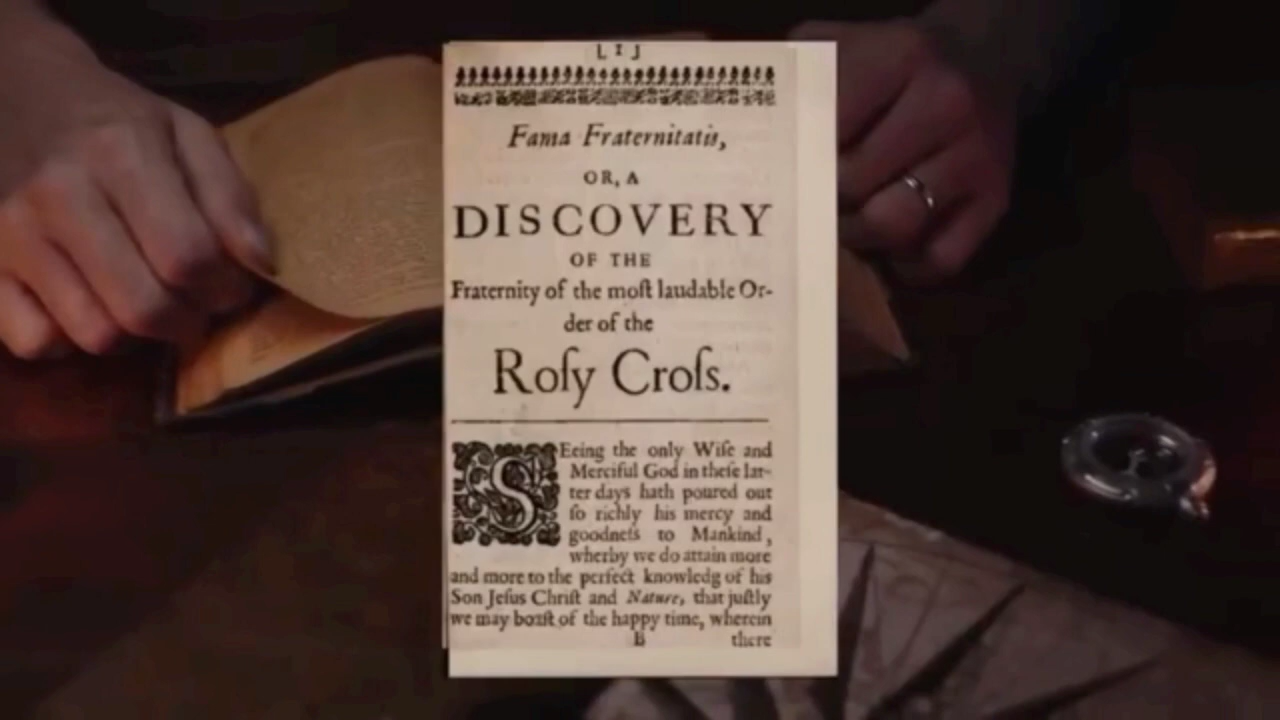 [ 1 ]
Fama Fraternitatis,
OR, A
DISCOVERY
OF THE
Fraternity of the moſt laudable Or-
der of the
Roſy Croſs.
SEeing the only Wiſe and
Merciful God in theſe lat-
ter days hath poured out
ſo richly his mercy and
goodneſs to Mankind,
wherby we do attain more
and more to the perfect knowledg of his
Son Jeſus Chriſt and Nature, that juſtly
we may boaſt of the happy time, wherein
B there